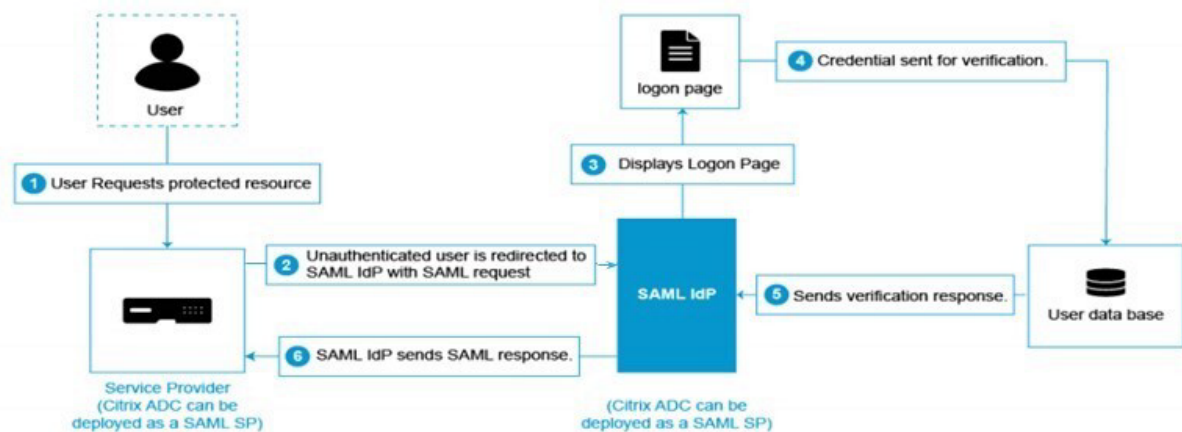 User
1 User Requests protected resource
2 Unauthenticated user is redirected to
SAML IdP with SAML request
logon page
3 Displays Logon Page
4 Credential sent for verification.
SAML IdP
5 Sends verification response.
User data base
6 SAML IdP sends SAML response.
Service Provider
(Citrix ADC can be
deployed as a SAML SP)
(Citrix ADC can be
deployed as a SAML SP)